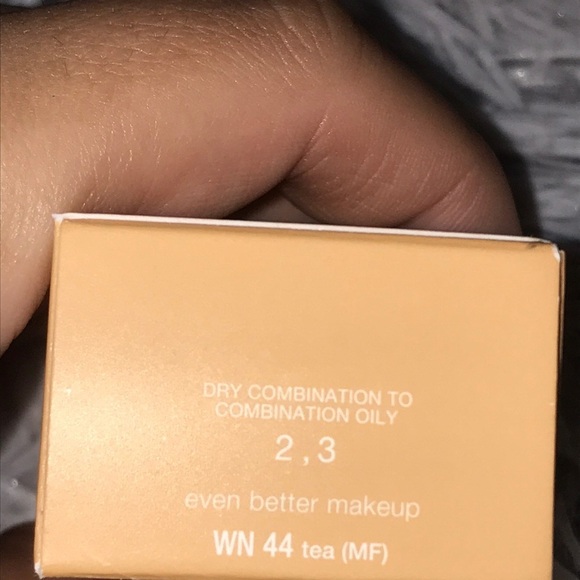 DRY COMBINATION TO
COMBINATION OILY
2 , 3
even better makeup
WN 44 tea (MF)